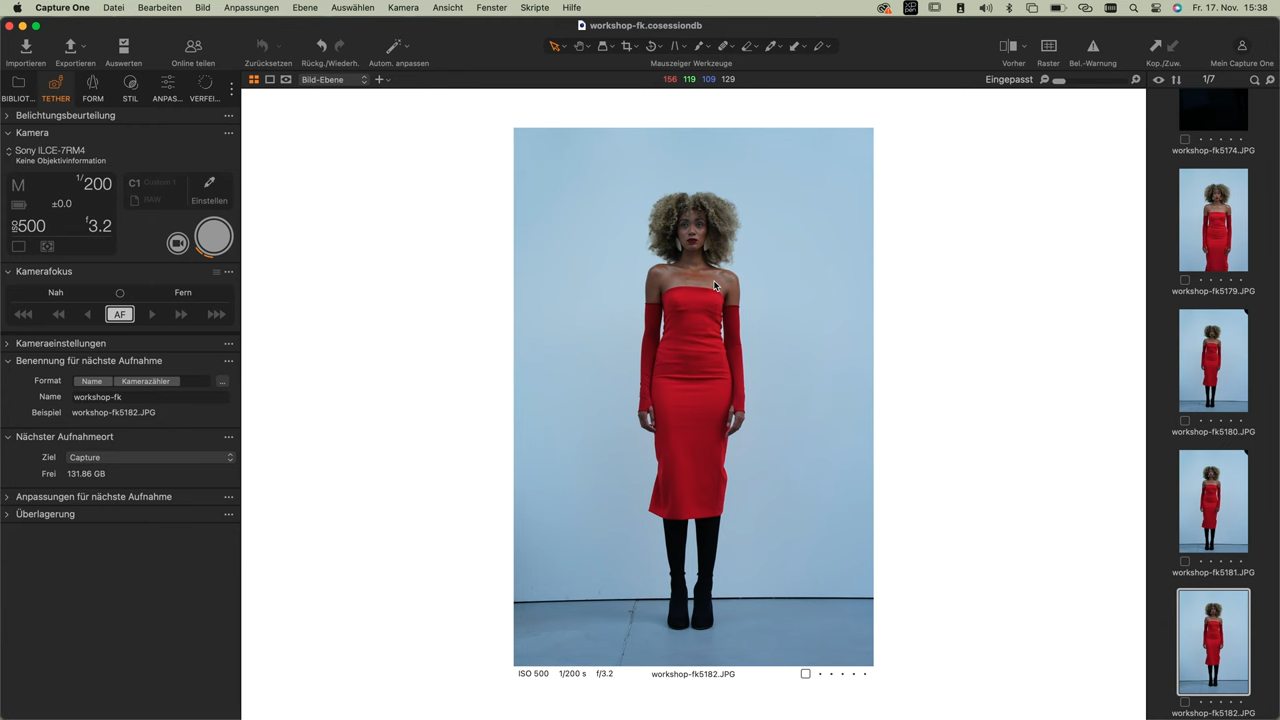 Capture One Datei Bearbeiten Bild Anpassungen Ebene Auswählen Kamera Ansicht Fenster Skripte Hilfe Fr. 17. Nov. 15:38
workshop-fk.cosessiondb
Importieren Exportieren Auswerten Online teilen Zurücksetzen Rückg./Wiederh. Autom. anpassen Mauszeiger Werkzeuge Vorher Raster Bel.-Warnung Kop./Zuw. Mein Capture One
Bild-Ebene 156 119 109 129 Eingepasst 1/7
BIBLIOT... TETHER FORM STIL ANPAS... VERFEI...
Belichtungsbeurteilung
Kamera
Sony ILCE-7RM4
Keine Objektivinformation
M 1/200 C1 Custom 1
±0.0 RAW Einstellen
ISO 500 f3.2
Kamerafokus
Nah Fern
AF
Kameraeinstellungen
Benennung für nächste Aufnahme
Format Name Kamerazähler ...
Name workshop-fk
Beispiel workshop-fk5182.JPG
Nächster Aufnahmeort
Ziel Capture
Frei 131.86 GB
Anpassungen für nächste Aufnahme
Überlagerung
ISO 500 1/200 s f/3.2 workshop-fk5182.JPG
workshop-fk5174.JPG
workshop-fk5179.JPG
workshop-fk5180.JPG
workshop-fk5181.JPG
workshop-fk5182.JPG